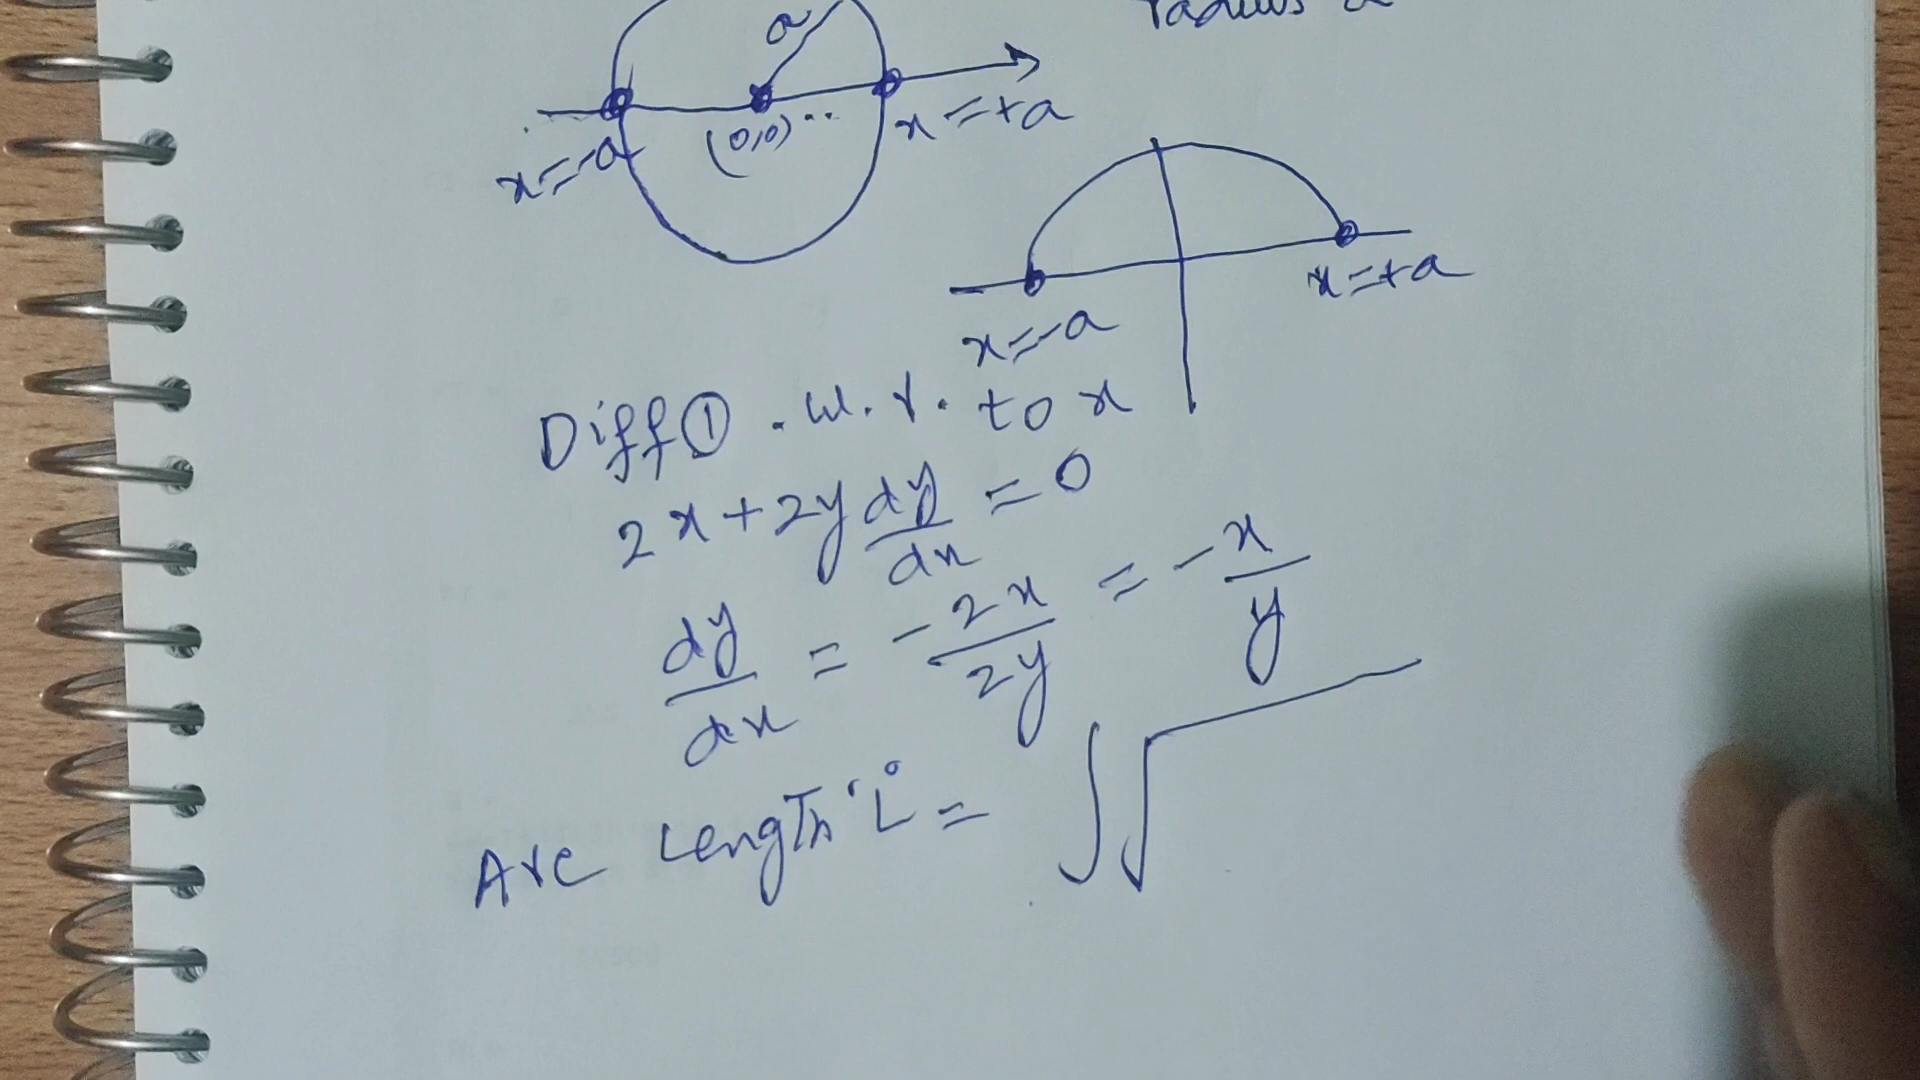 radius a
a
(0,0)
x=-a
x=+a
x=-a
x=+a
Diff ① . w.r. to x
2x+2y dy/dx = 0
dy/dx = -2x/2y = -x/y
Arc Length 'L' = ∫√